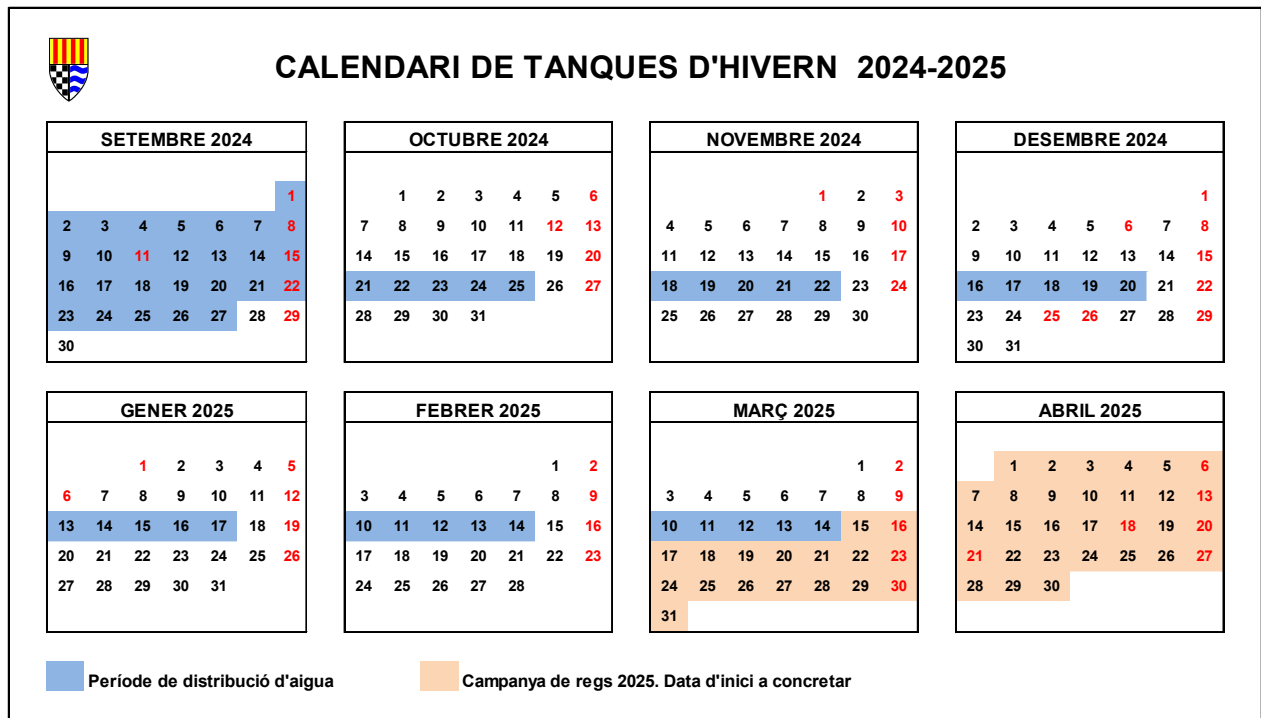 CALENDARI DE TANQUES D'HIVERN 2024-2025
SETEMBRE 2024
1
2 3 4 5 6 7 8
9 10 11 12 13 14 15
16 17 18 19 20 21 22
23 24 25 26 27 28 29
30
OCTUBRE 2024
1 2 3 4 5 6
7 8 9 10 11 12 13
14 15 16 17 18 19 20
21 22 23 24 25 26 27
28 29 30 31
NOVEMBRE 2024
1 2 3
4 5 6 7 8 9 10
11 12 13 14 15 16 17
18 19 20 21 22 23 24
25 26 27 28 29 30
DESEMBRE 2024
1
2 3 4 5 6 7 8
9 10 11 12 13 14 15
16 17 18 19 20 21 22
23 24 25 26 27 28 29
30 31
GENER 2025
1 2 3 4 5
6 7 8 9 10 11 12
13 14 15 16 17 18 19
20 21 22 23 24 25 26
27 28 29 30 31
FEBRER 2025
1 2
3 4 5 6 7 8 9
10 11 12 13 14 15 16
17 18 19 20 21 22 23
24 25 26 27 28
MARÇ 2025
1 2
3 4 5 6 7 8 9
10 11 12 13 14 15 16
17 18 19 20 21 22 23
24 25 26 27 28 29 30
31
ABRIL 2025
1 2 3 4 5 6
7 8 9 10 11 12 13
14 15 16 17 18 19 20
21 22 23 24 25 26 27
28 29 30
Període de distribució d'aigua
Campanya de regs 2025. Data d'inici a concretar